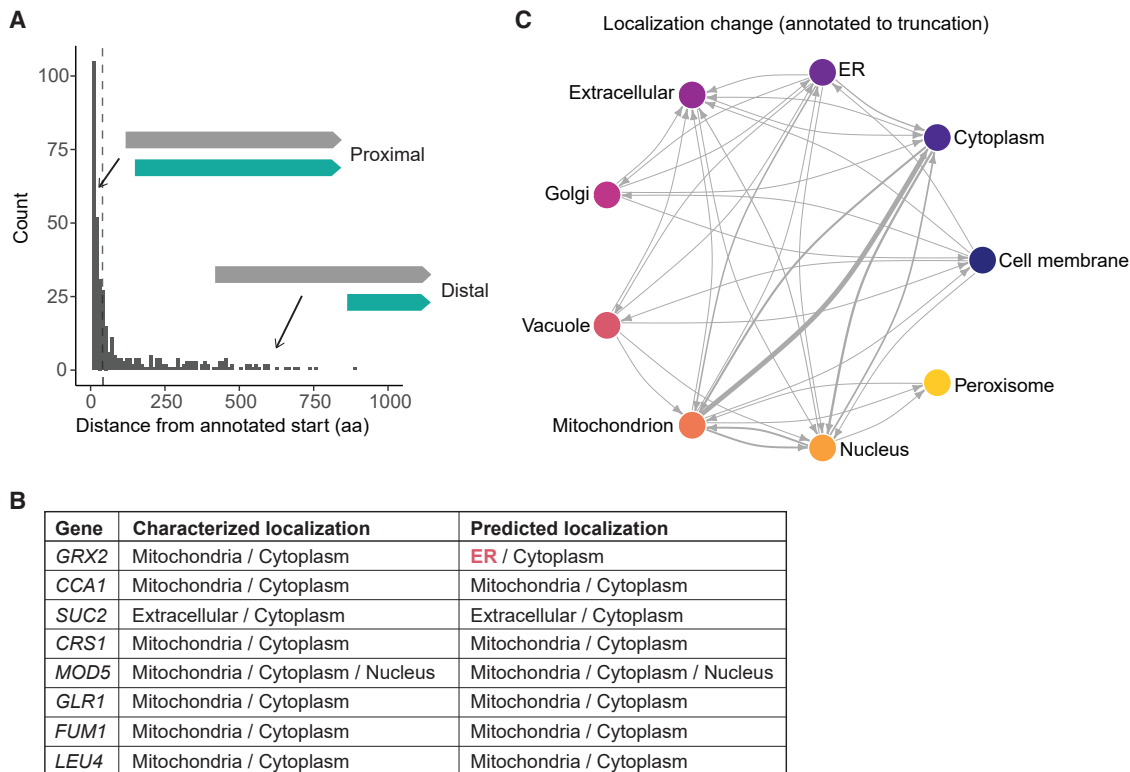 A
Count
100
75
50
25
0
0
250
500
750
1000
Distance from annotated start (aa)
Proximal
Distal
C
Localization change (annotated to truncation)
ER
Extracellular
Cytoplasm
Golgi
Cell membrane
Vacuole
Peroxisome
Mitochondrion
Nucleus
B
Gene Characterized localization Predicted localization
GRX2 Mitochondria / Cytoplasm ER / Cytoplasm
CCA1 Mitochondria / Cytoplasm Mitochondria / Cytoplasm
SUC2 Extracellular / Cytoplasm Extracellular / Cytoplasm
CRS1 Mitochondria / Cytoplasm Mitochondria / Cytoplasm
MOD5 Mitochondria / Cytoplasm / Nucleus Mitochondria / Cytoplasm / Nucleus
GLR1 Mitochondria / Cytoplasm Mitochondria / Cytoplasm
FUM1 Mitochondria / Cytoplasm Mitochondria / Cytoplasm
LEU4 Mitochondria / Cytoplasm Mitochondria / Cytoplasm